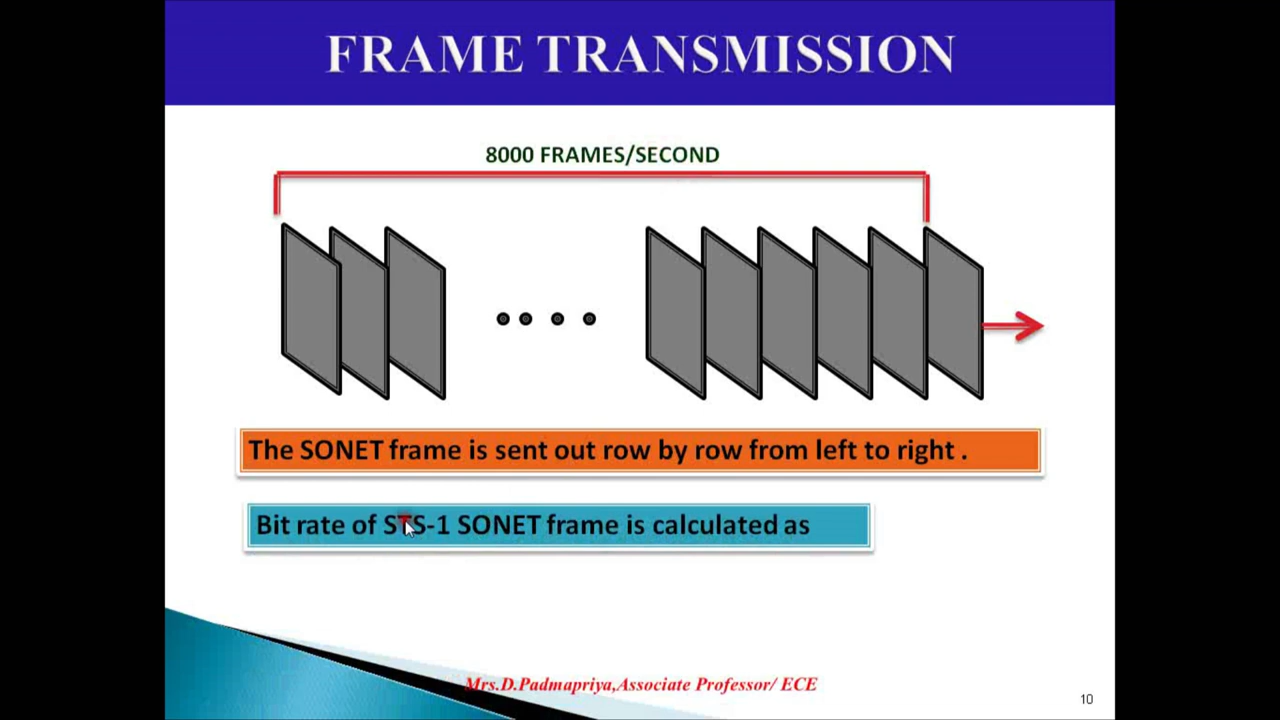 FRAME TRANSMISSION
8000 FRAMES/SECOND
The SONET frame is sent out row by row from left to right .
Bit rate of STS-1 SONET frame is calculated as
Mrs.D.Padmapriya,Associate Professor/ ECE
10